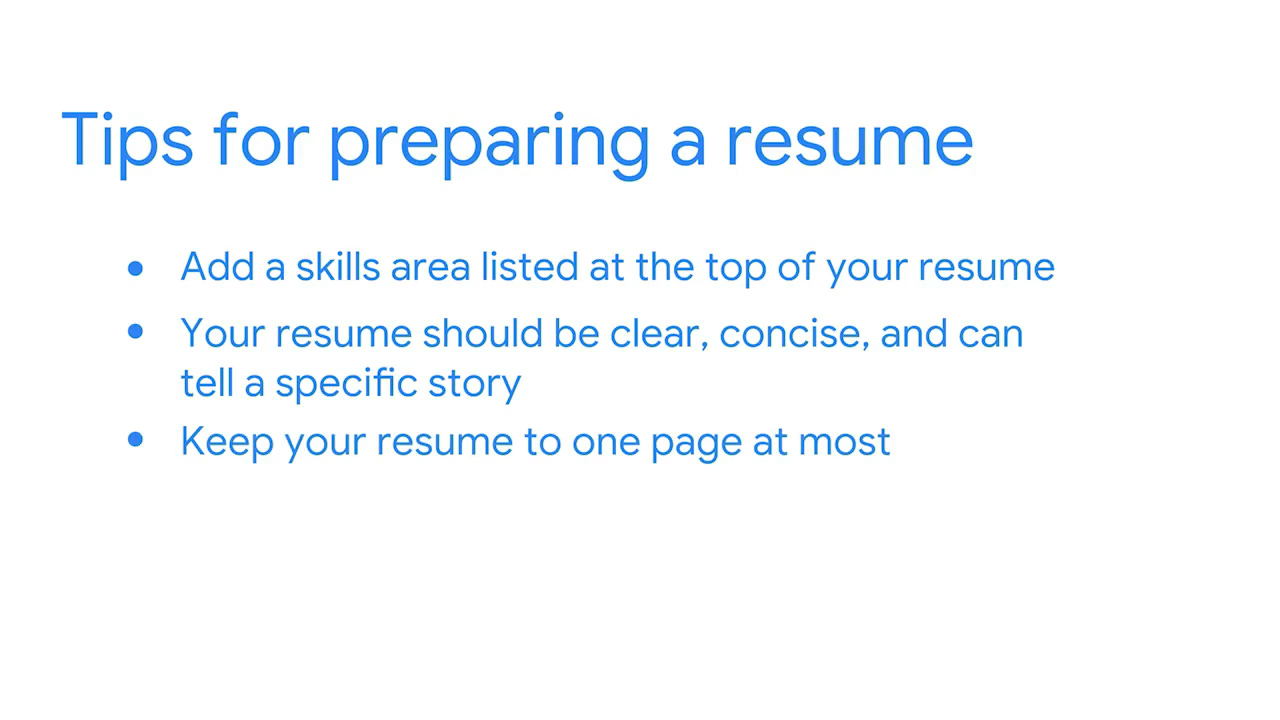 Tips for preparing a resume
• Add a skills area listed at the top of your resume
• Your resume should be clear, concise, and can
tell a specific story
• Keep your resume to one page at most